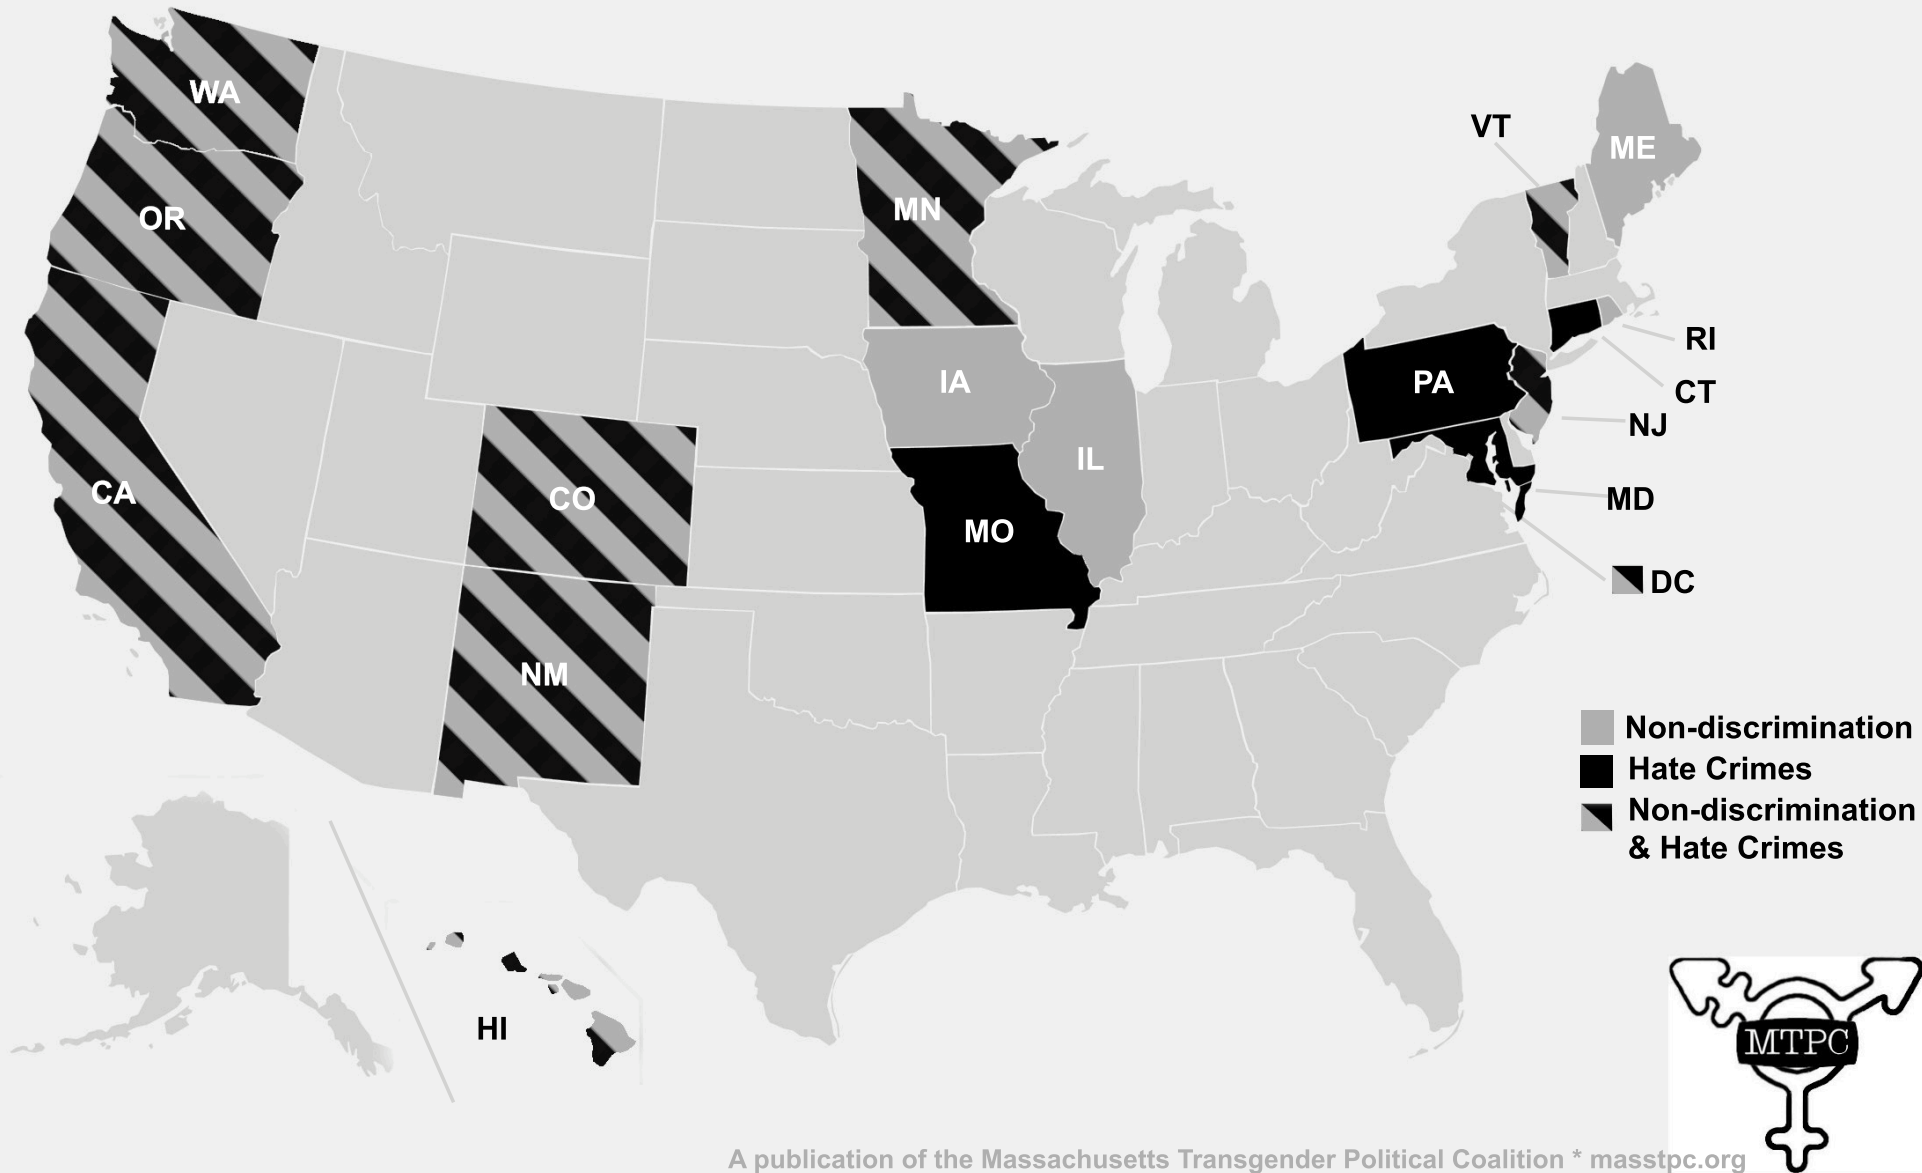 WA
OR
MN
VT
ME
IA
PA
RI
CT
NJ
IL
CA
CO
MO
MD
DC
NM
Non-discrimination
Hate Crimes
Non-discrimination
& Hate Crimes
HI
MTPC
A publication of the Massachusetts Transgender Political Coalition * masstpc.org